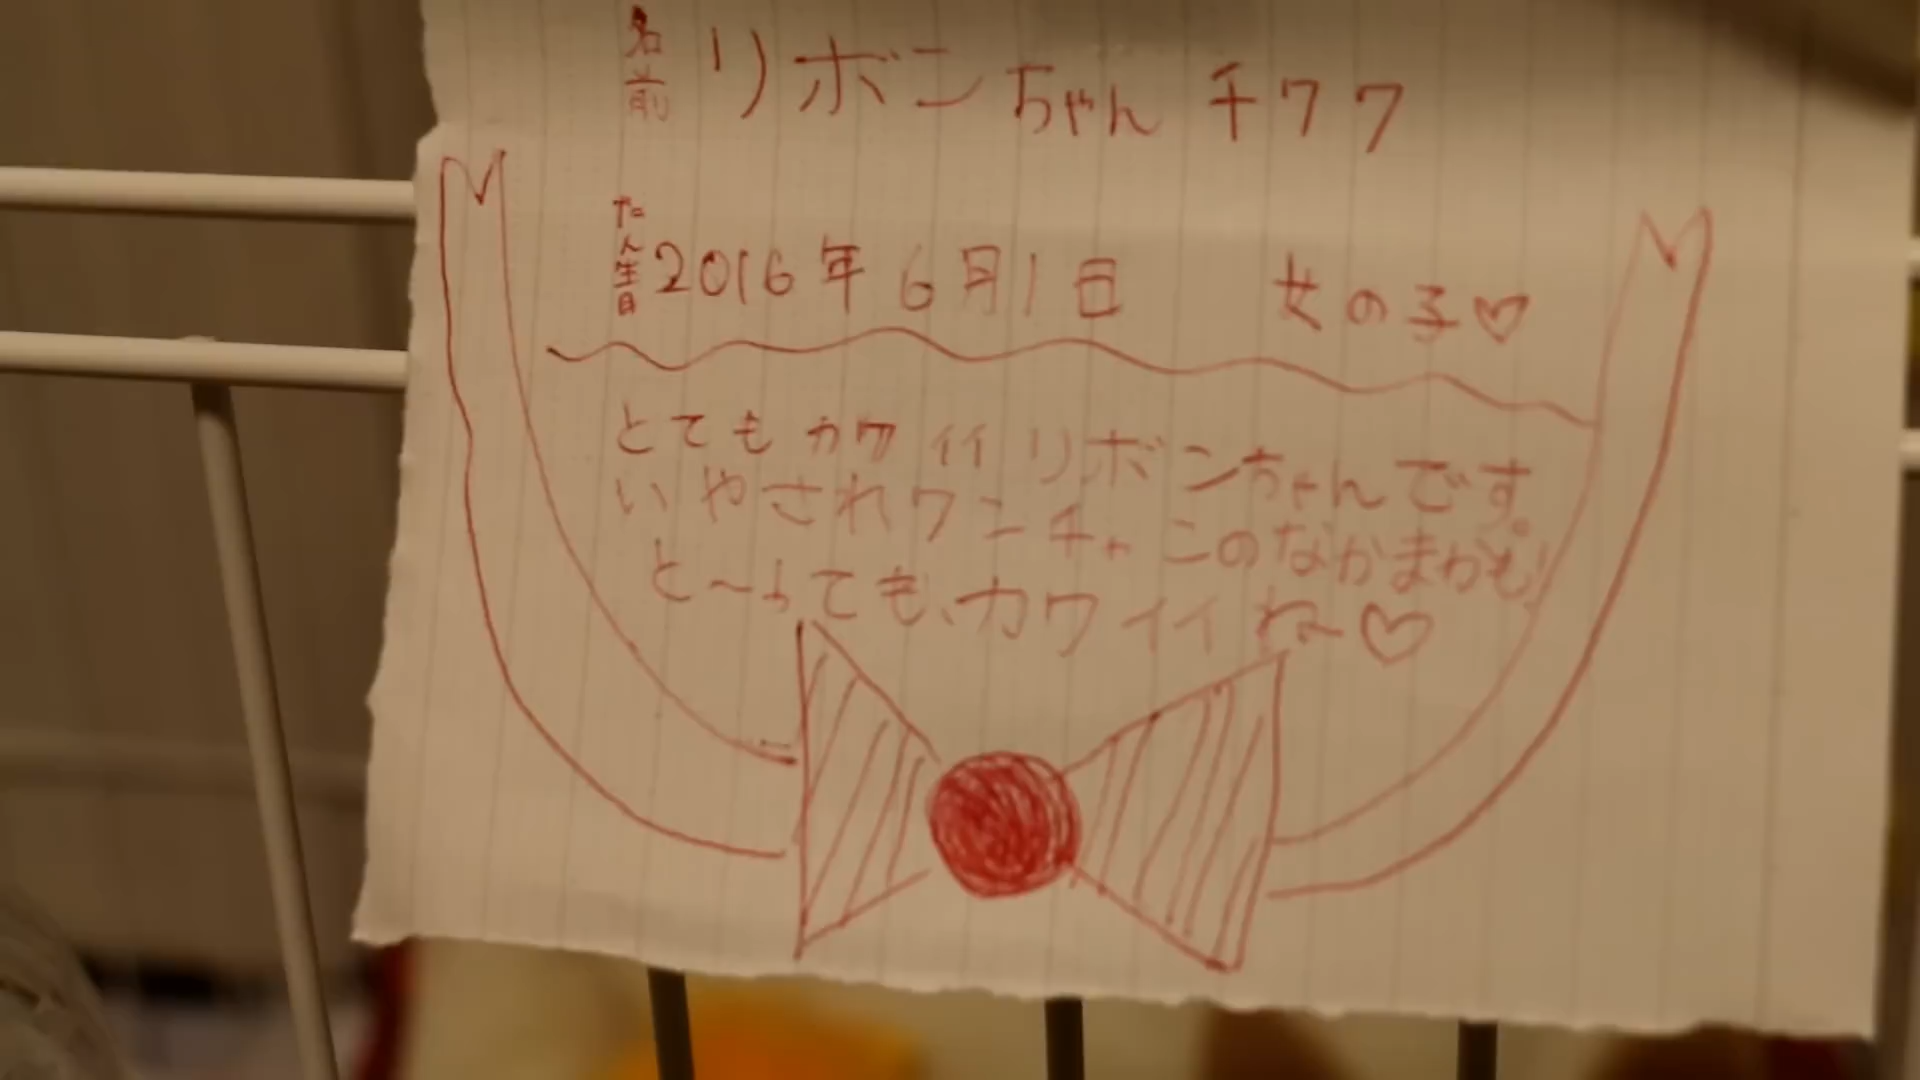 名前 リボンちゃん チワワ
たん生日 2016年6月1日 女の子♡
とてもカワイイリボンちゃんです。
いやされワンチャンのなかまかも!
と〜ってもカワイイね〜♡